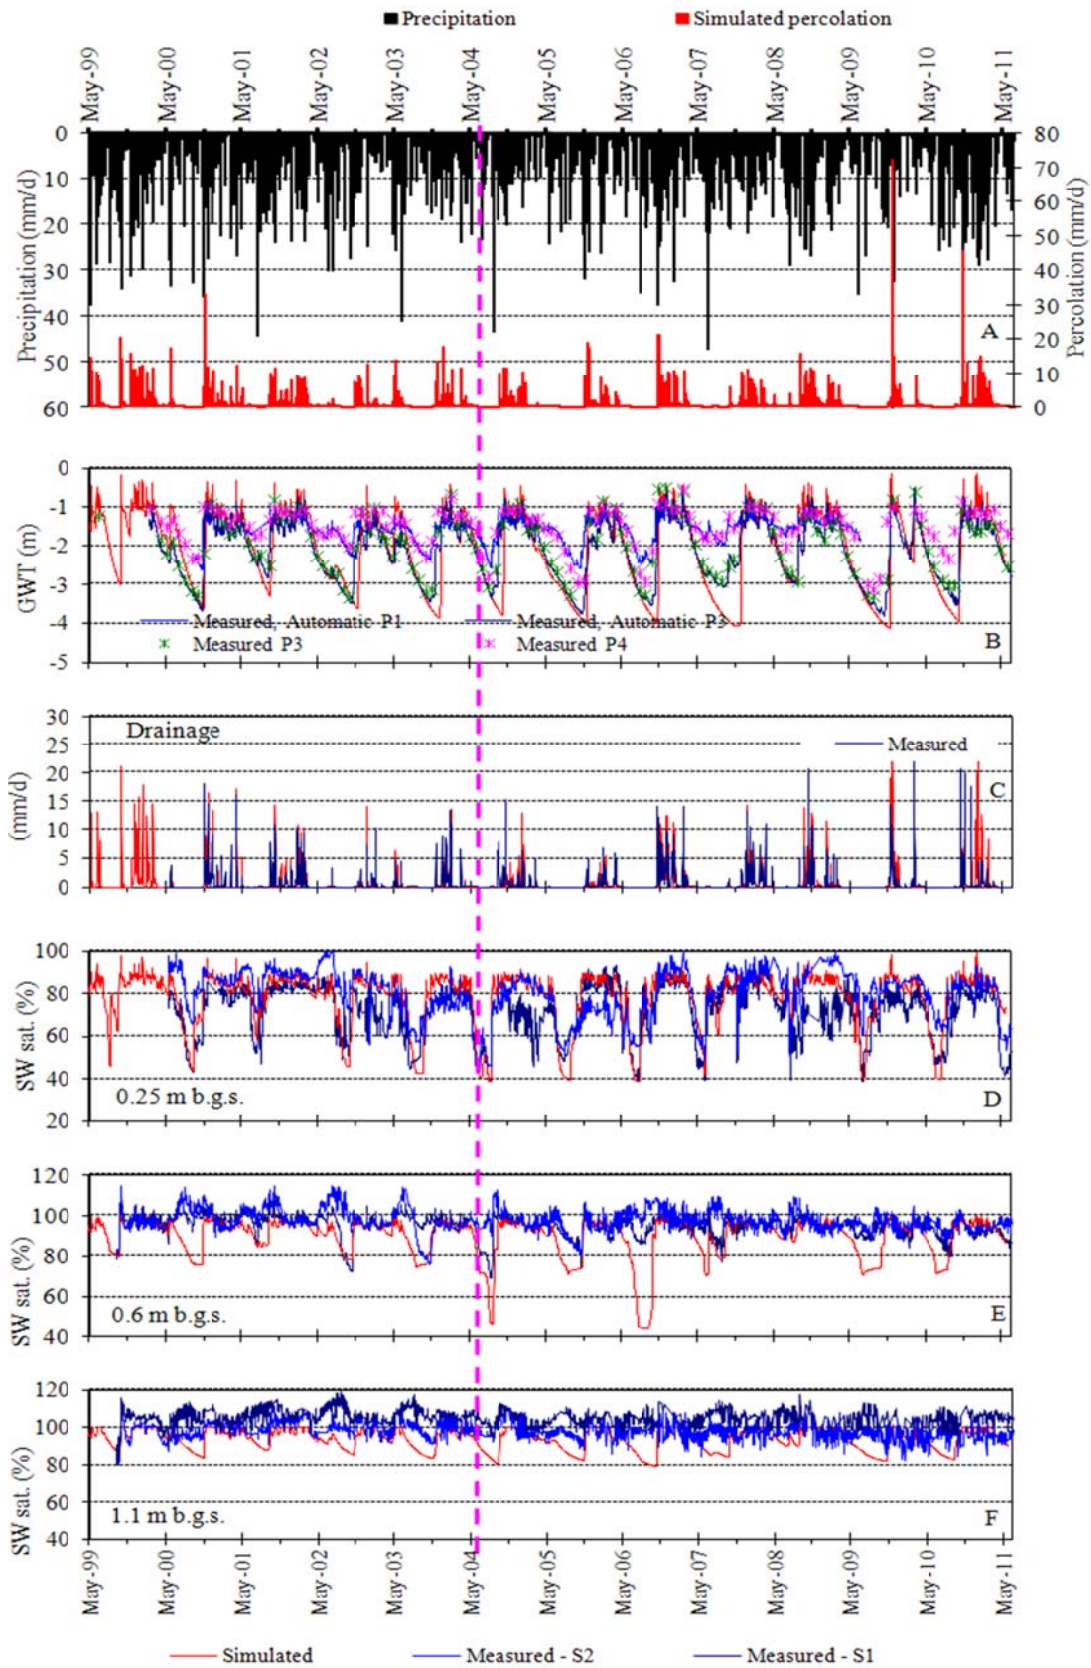 Precipitation Simulated percolation
May-99 May-00 May-01 May-02 May-03 May-04 May-05 May-06 May-07 May-08 May-09 May-10 May-11
Precipitation (mm/d)
0
10
20
30
40
50
60
Percolation (mm/d)
80
70
60
50
40
30
20
10
0
A
GWT (m)
0
-1
-2
-3
-4
-5
Measured, Automatic P1 Measured, Automatic P3
Measured P3 Measured P4
B
(mm/d)
30
25
20
15
10
5
0
Drainage
Measured
C
SW sat. (%)
100
80
60
40
20
0.25 m b.g.s.
D
SW sat. (%)
120
100
80
60
40
0.6 m b.g.s.
E
SW sat. (%)
120
100
80
60
40
1.1 m b.g.s.
F
May-99 May-00 May-01 May-02 May-03 May-04 May-05 May-06 May-07 May-08 May-09 May-10 May-11
Simulated Measured - S2 Measured - S1